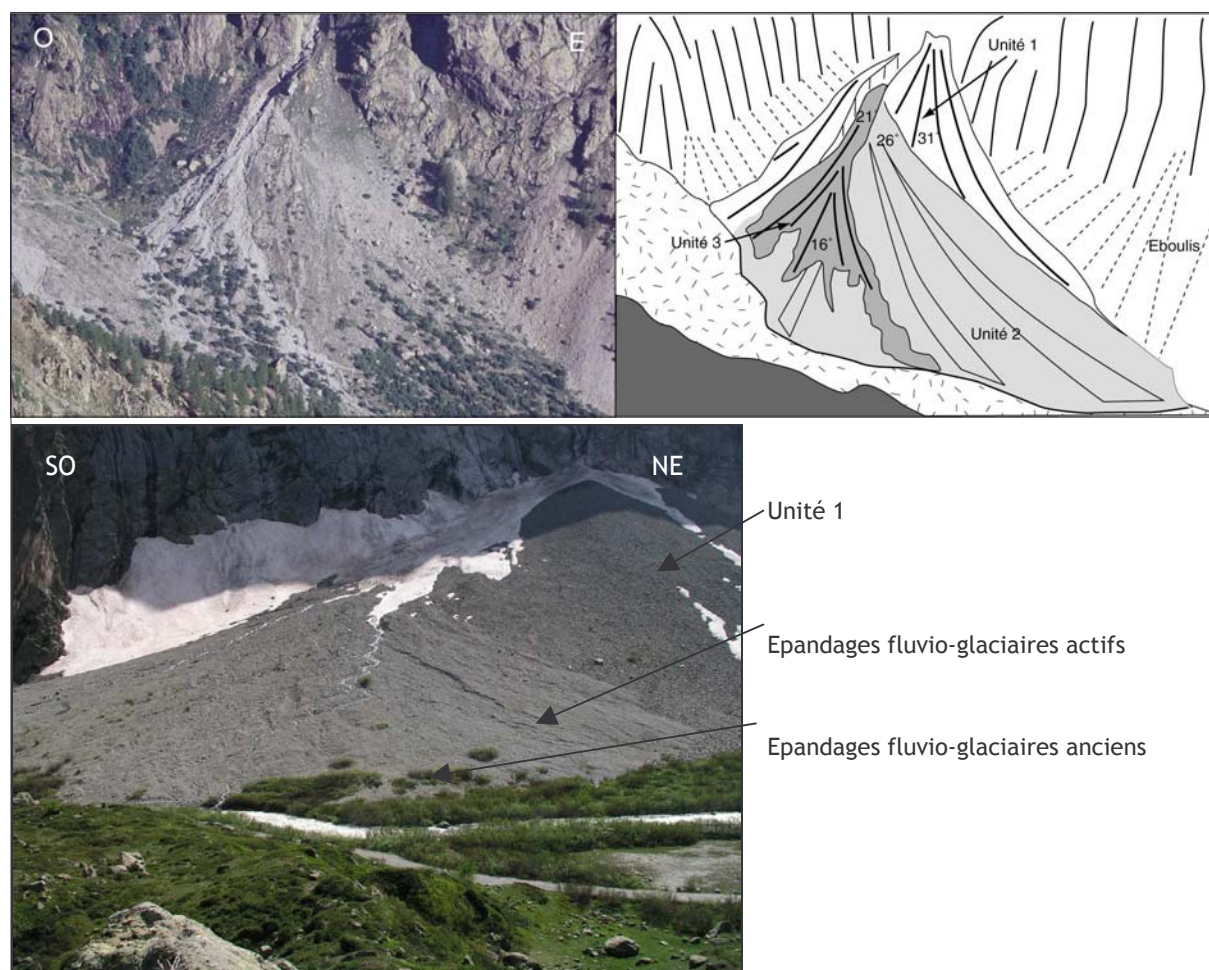 O
E
Unité 1
21°
26°
31°
Unité 3
16°
Eboulis
Unité 2
SO
NE
Unité 1
Epandages fluvio-glaciaires actifs
Epandages fluvio-glaciaires anciens